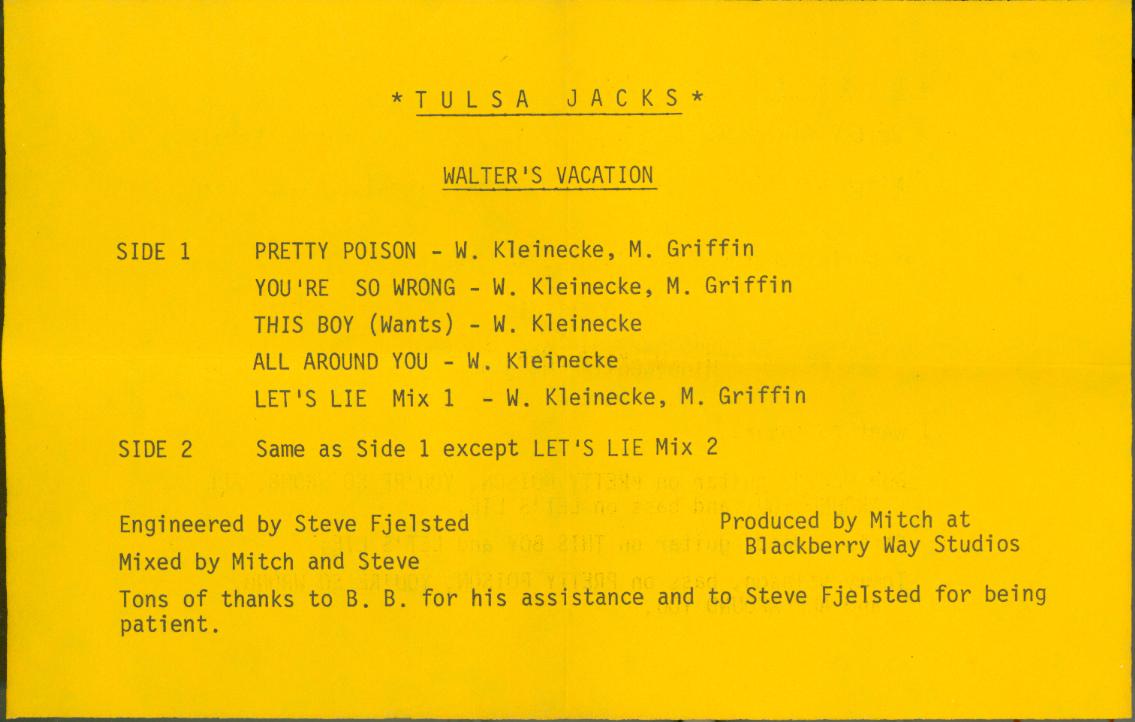 * T U L S A  J A C K S *
WALTER'S VACATION
SIDE 1 PRETTY POISON - W. Kleinecke, M. Griffin
YOU'RE SO WRONG - W. Kleinecke, M. Griffin
THIS BOY (Wants) - W. Kleinecke
ALL AROUND YOU - W. Kleinecke
LET'S LIE Mix 1 - W. Kleinecke, M. Griffin
SIDE 2 Same as Side 1 except LET'S LIE Mix 2
Engineered by Steve Fjelsted
Mixed by Mitch and Steve
Produced by Mitch at
Blackberry Way Studios
Tons of thanks to B. B. for his assistance and to Steve Fjelsted for being
patient.